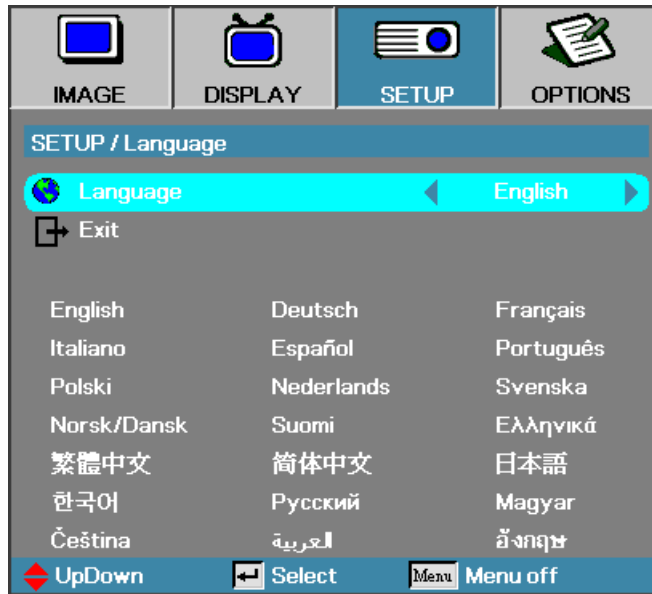 IMAGE DISPLAY SETUP OPTIONS
SETUP / Language
Language English
Exit
English Deutsch Français
Italiano Español Português
Polski Nederlands Svenska
Norsk/Dansk Suomi Ελληνικά
繁體中文 简体中文 日本語
한국어 Русский Magyar
Čeština العربية อังกฤษ
UpDown Select Menu Menu off